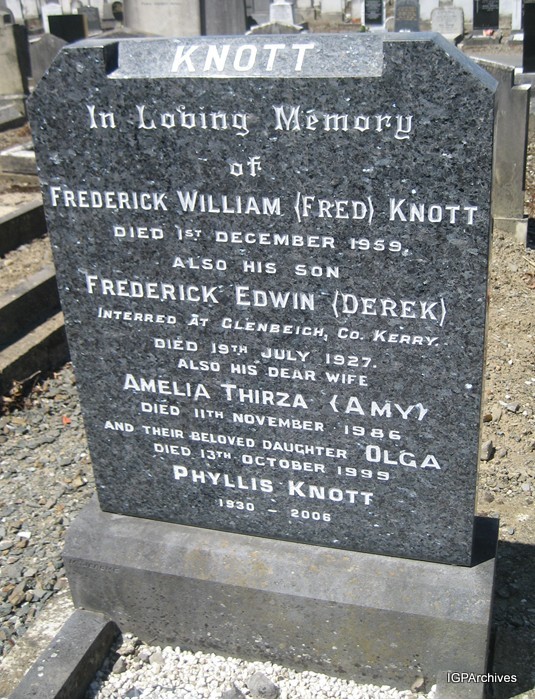 KNOTT
In Loving Memory
of
FREDERICK WILLIAM (FRED) KNOTT
DIED 1ST DECEMBER 1959,
ALSO HIS SON
FREDERICK EDWIN (DEREK)
INTERRED AT GLENBEIGH, CO. KERRY.
DIED 19TH JULY 1927.
ALSO HIS DEAR WIFE
AMELIA THIRZA (AMY)
DIED 11TH NOVEMBER 1986
AND THEIR BELOVED DAUGHTER OLGA
DIED 13TH OCTOBER 1999
PHYLLIS KNOTT
1930 - 2006
IGPArchives